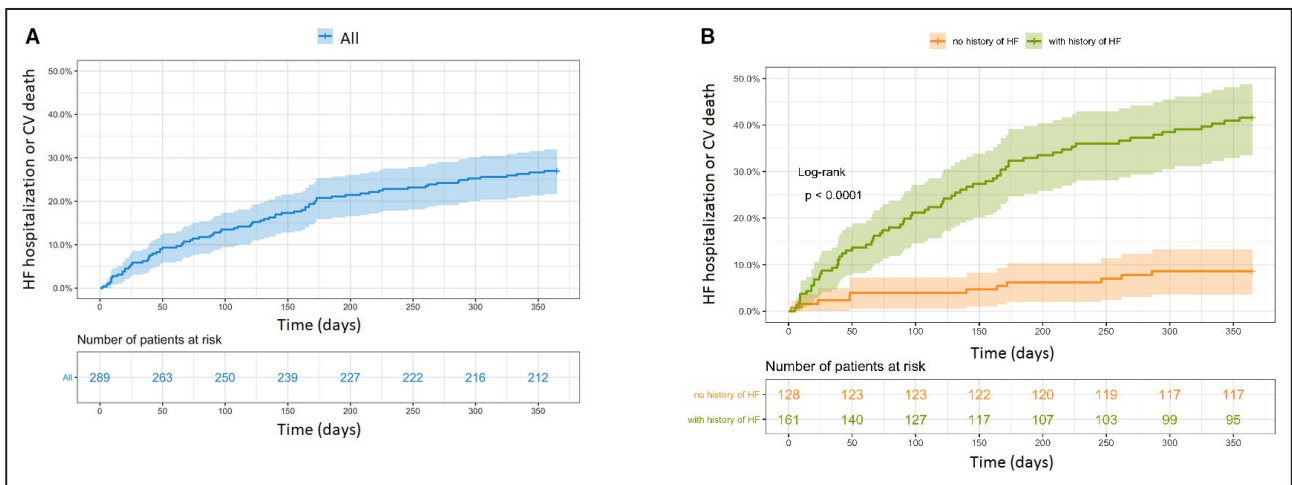 A
All
HF hospitalization or CV death
50.0%
40.0%
30.0%
20.0%
10.0%
0.0%
0 50 100 150 200 250 300 350
Time (days)
Number of patients at risk
All 289 263 250 239 227 222 216 212
0 50 100 150 200 250 300 350
Time (days)
B
no history of HF with history of HF
HF hospitalization or CV death
50.0%
40.0%
30.0%
20.0%
10.0%
0.0%
Log-rank
p < 0.0001
0 50 100 150 200 250 300 350
Time (days)
Number of patients at risk
no history of HF 128 123 123 122 120 119 117 117
with history of HF 161 140 127 117 107 103 99 95
0 50 100 150 200 250 300 350
Time (days)